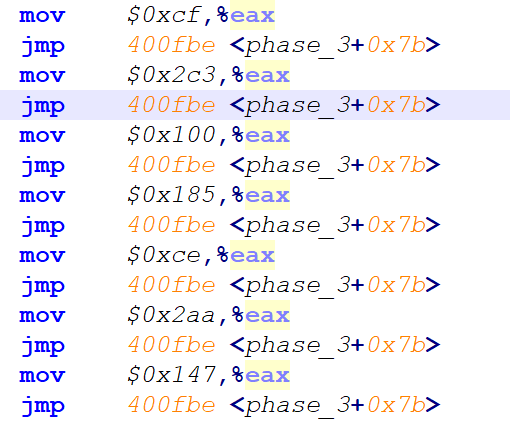 mov $0xcf,%eax
jmp 400fbe <phase_3+0x7b>
mov $0x2c3,%eax
jmp 400fbe <phase_3+0x7b>
mov $0x100,%eax
jmp 400fbe <phase_3+0x7b>
mov $0x185,%eax
jmp 400fbe <phase_3+0x7b>
mov $0xce,%eax
jmp 400fbe <phase_3+0x7b>
mov $0x2aa,%eax
jmp 400fbe <phase_3+0x7b>
mov $0x147,%eax
jmp 400fbe <phase_3+0x7b>